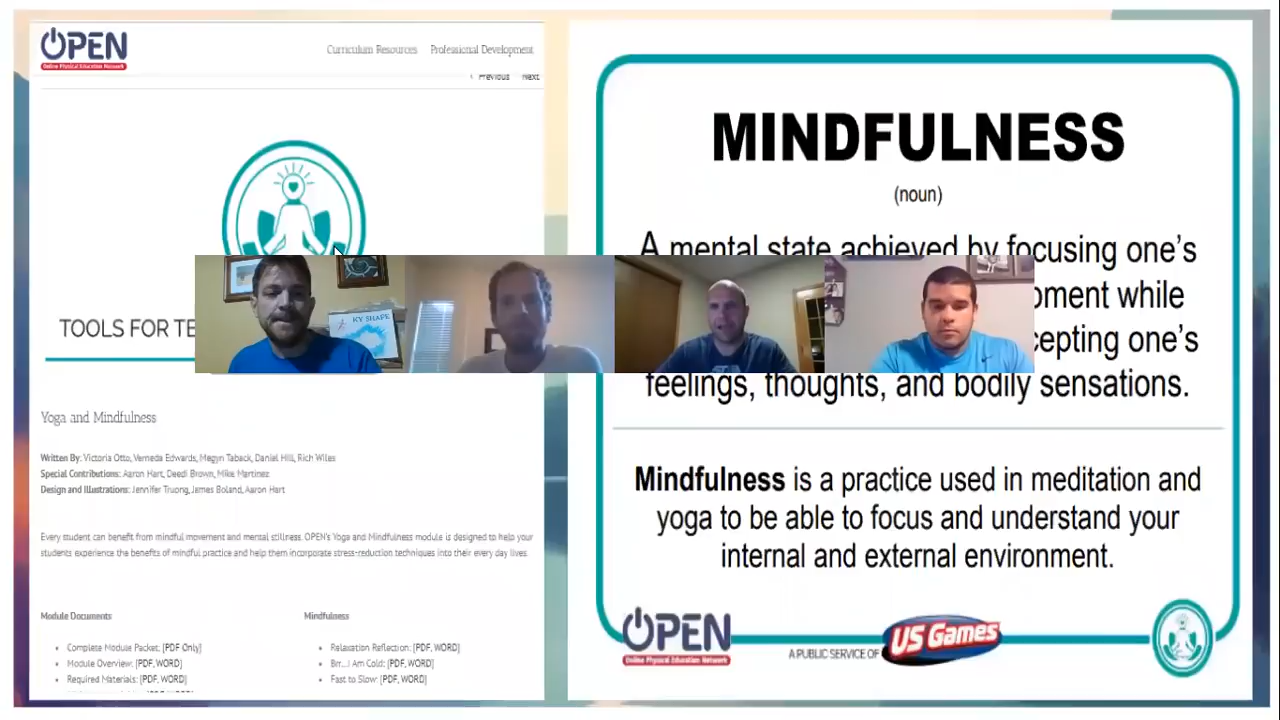 OPEN
Online Physical Education Network
Curriculum Resources Professional Development
‹ Previous Next
TOOLS FOR TE
Yoga and Mindfulness
Written By: Victoria Otto, Verneda Edwards, Megyn Taback, Daniel Hill, Rich Wiles
Special Contributions: Aaron Hart, Deedi Brown, Mike Martinez
Design and Illustrations: Jennifer Truong, James Boland, Aaron Hart
Every student can benefit from mindful movement and mental stillness. OPEN's Yoga and Mindfulness module is designed to help your
students experience the benefits of mindful practice and help them incorporate stress-reduction techniques into their every day lives.
Module Documents
• Complete Module Packet: [PDF Only]
• Module Overview: [PDF, WORD]
• Required Materials: [PDF, WORD]
Mindfulness
• Relaxation Reflection: [PDF, WORD]
• Brr...I Am Cold: [PDF, WORD]
• Fast to Slow: [PDF, WORD]
KY SHAPE
MINDFULNESS
(noun)
A mental state achieved by focusing one's
oment while
cepting one's
feelings, thoughts, and bodily sensations.
Mindfulness is a practice used in meditation and
yoga to be able to focus and understand your
internal and external environment.
OPEN
Online Physical Education Network
A PUBLIC SERVICE OF
US Games